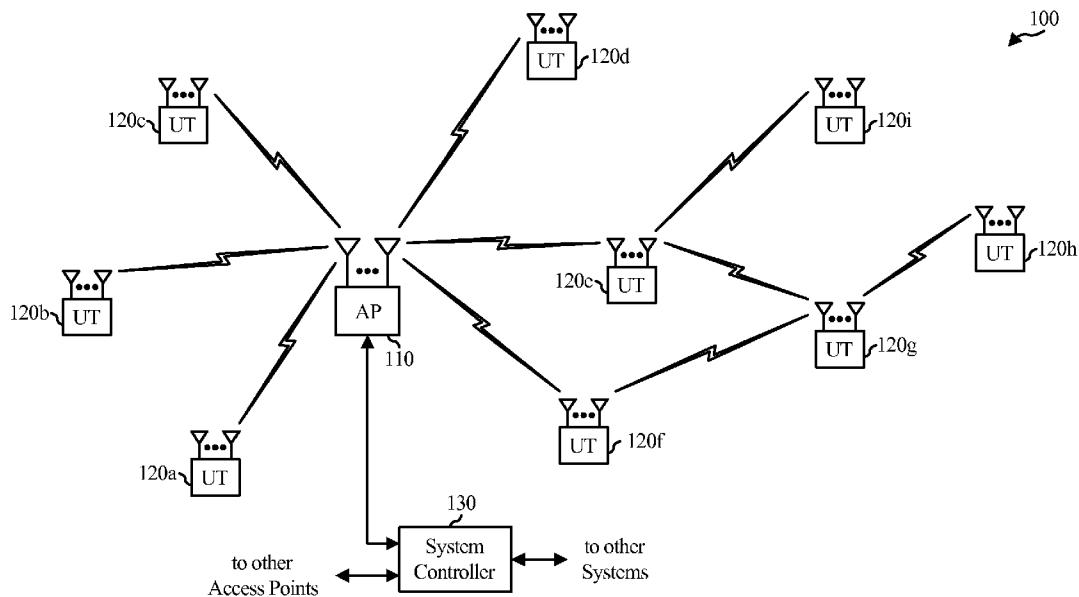 100
UT
120d
120c
UT
UT
120i
UT
120h
120c
UT
120b
UT
AP
110
UT
120g
UT
120f
120a
UT
130
System
Controller
to other
Access Points
to other
Systems